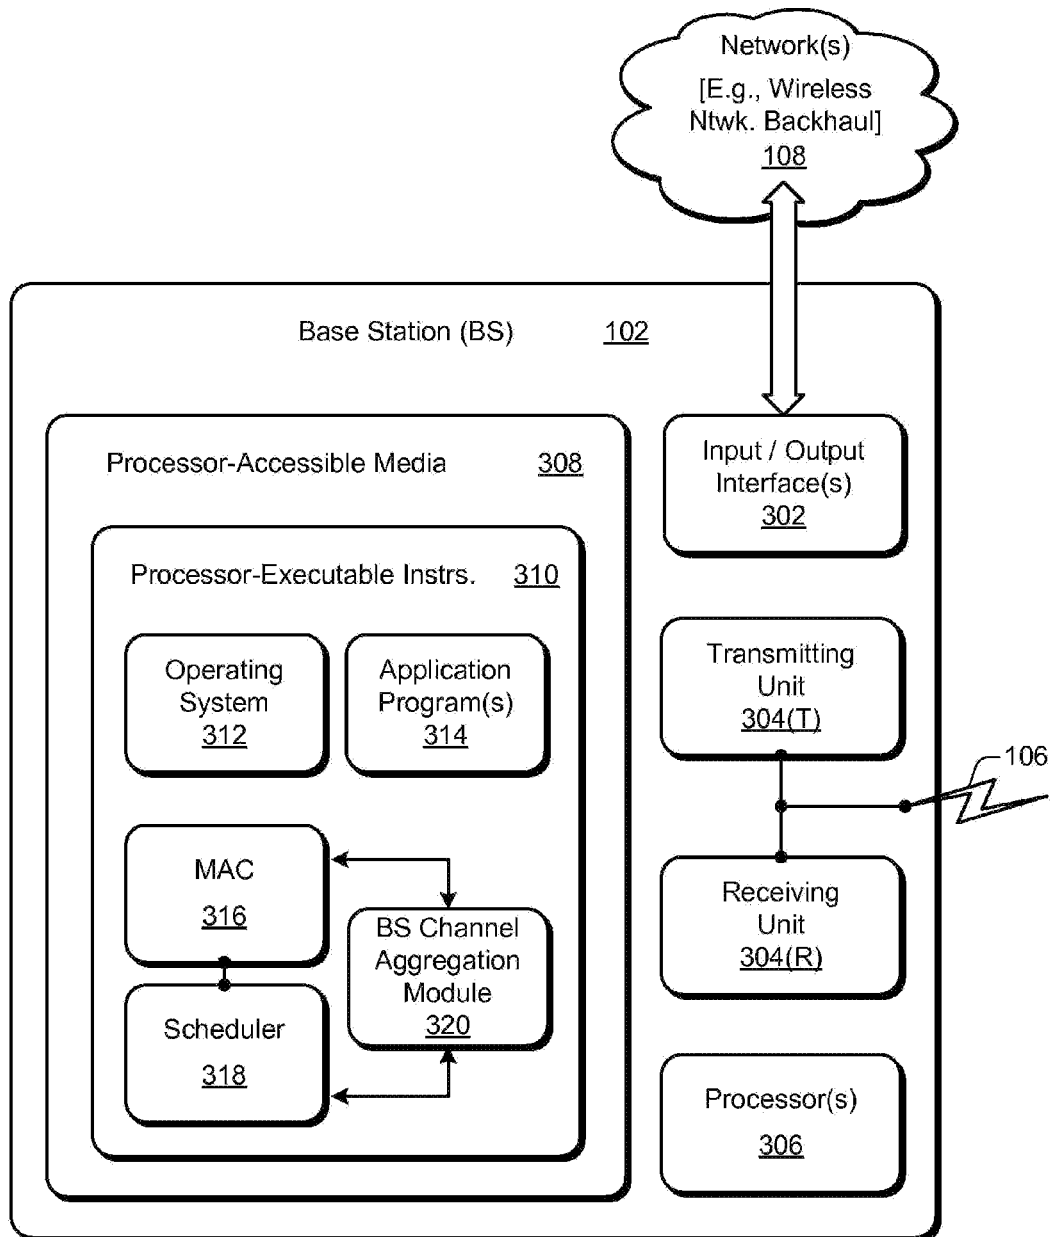 Network(s)
[E.g., Wireless
Ntwk. Backhaul]
108
Base Station (BS) 102
Processor-Accessible Media 308
Processor-Executable Instrs. 310
Operating
System
312
Application
Program(s)
314
MAC
316
Scheduler
318
BS Channel
Aggregation
Module
320
Input / Output
Interface(s)
302
Transmitting
Unit
304(T)
106
Receiving
Unit
304(R)
Processor(s)
306